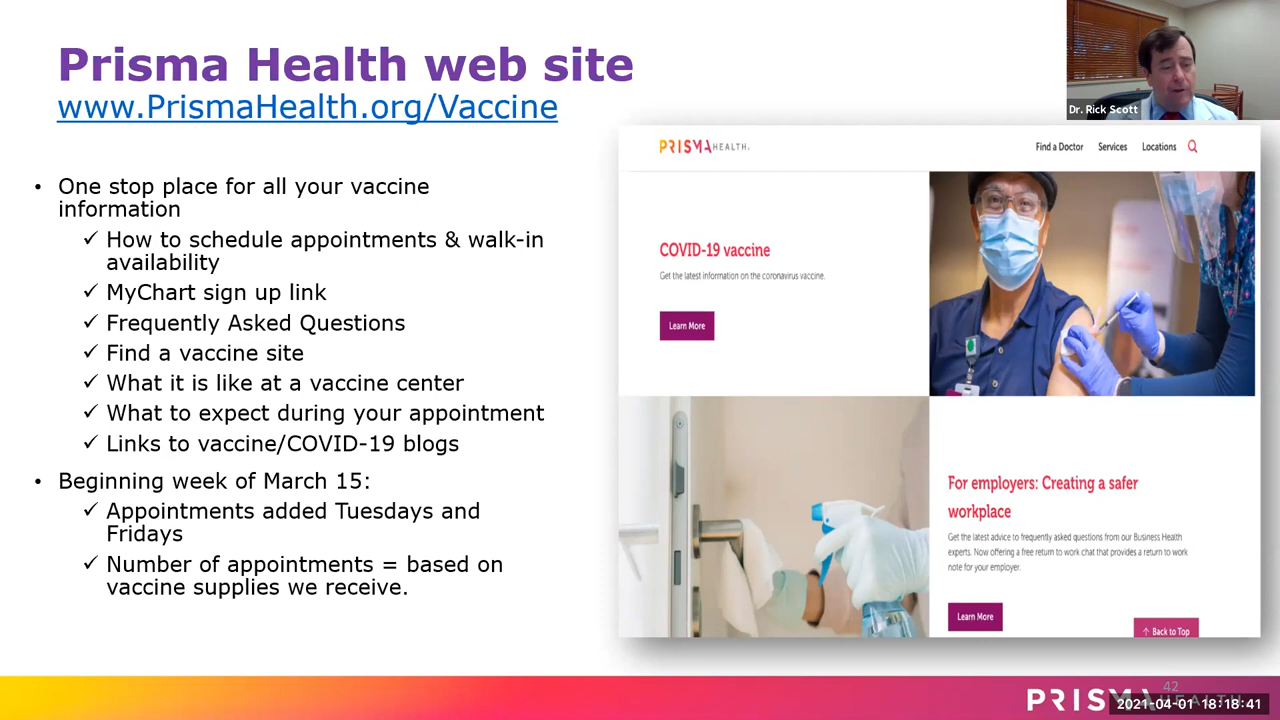 Prisma Health web site
www.PrismaHealth.org/Vaccine
• One stop place for all your vaccine
information
✓ How to schedule appointments & walk-in
availability
✓ MyChart sign up link
✓ Frequently Asked Questions
✓ Find a vaccine site
✓ What it is like at a vaccine center
✓ What to expect during your appointment
✓ Links to vaccine/COVID-19 blogs
• Beginning week of March 15:
✓ Appointments added Tuesdays and
Fridays
✓ Number of appointments = based on
vaccine supplies we receive.
Dr. Rick Scott
PRISMA HEALTH.
Find a Doctor Services Locations
COVID-19 vaccine
Get the latest information on the coronavirus vaccine.
Learn More
For employers: Creating a safer
workplace
Get the latest advice to frequently asked questions from our Business Health
experts. Now offering a free return to work chat that provides a return to work
note for your employer.
Learn More
↑ Back to Top
42
PRISMA HEALTH
2021-04-01 18:18:41